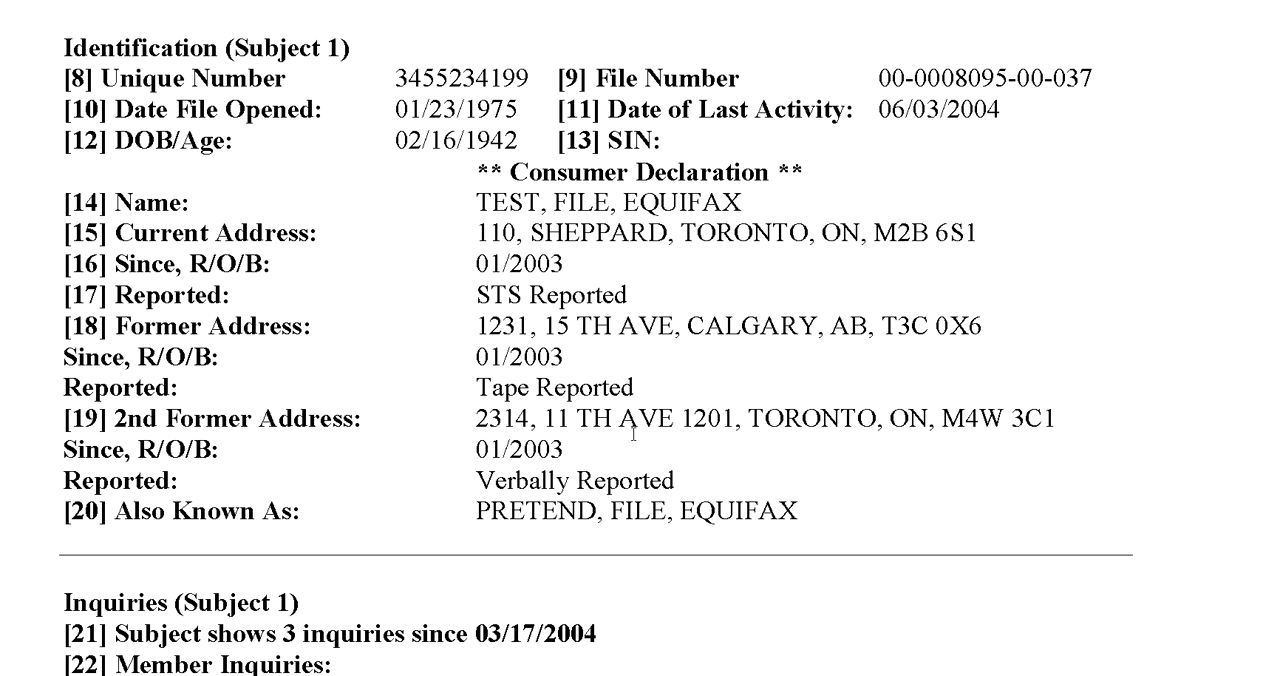 Identification (Subject 1)
[8] Unique Number 3455234199 [9] File Number 00-0008095-00-037
[10] Date File Opened: 01/23/1975 [11] Date of Last Activity: 06/03/2004
[12] DOB/Age: 02/16/1942 [13] SIN:
** Consumer Declaration **
[14] Name: TEST, FILE, EQUIFAX
[15] Current Address: 110, SHEPPARD, TORONTO, ON, M2B 6S1
[16] Since, R/O/B: 01/2003
[17] Reported: STS Reported
[18] Former Address: 1231, 15 TH AVE, CALGARY, AB, T3C 0X6
Since, R/O/B: 01/2003
Reported: Tape Reported
[19] 2nd Former Address: 2314, 11 TH AVE 1201, TORONTO, ON, M4W 3C1
Since, R/O/B: 01/2003
Reported: Verbally Reported
[20] Also Known As: PRETEND, FILE, EQUIFAX
Inquiries (Subject 1)
[21] Subject shows 3 inquiries since 03/17/2004
[22] Member Inquiries: